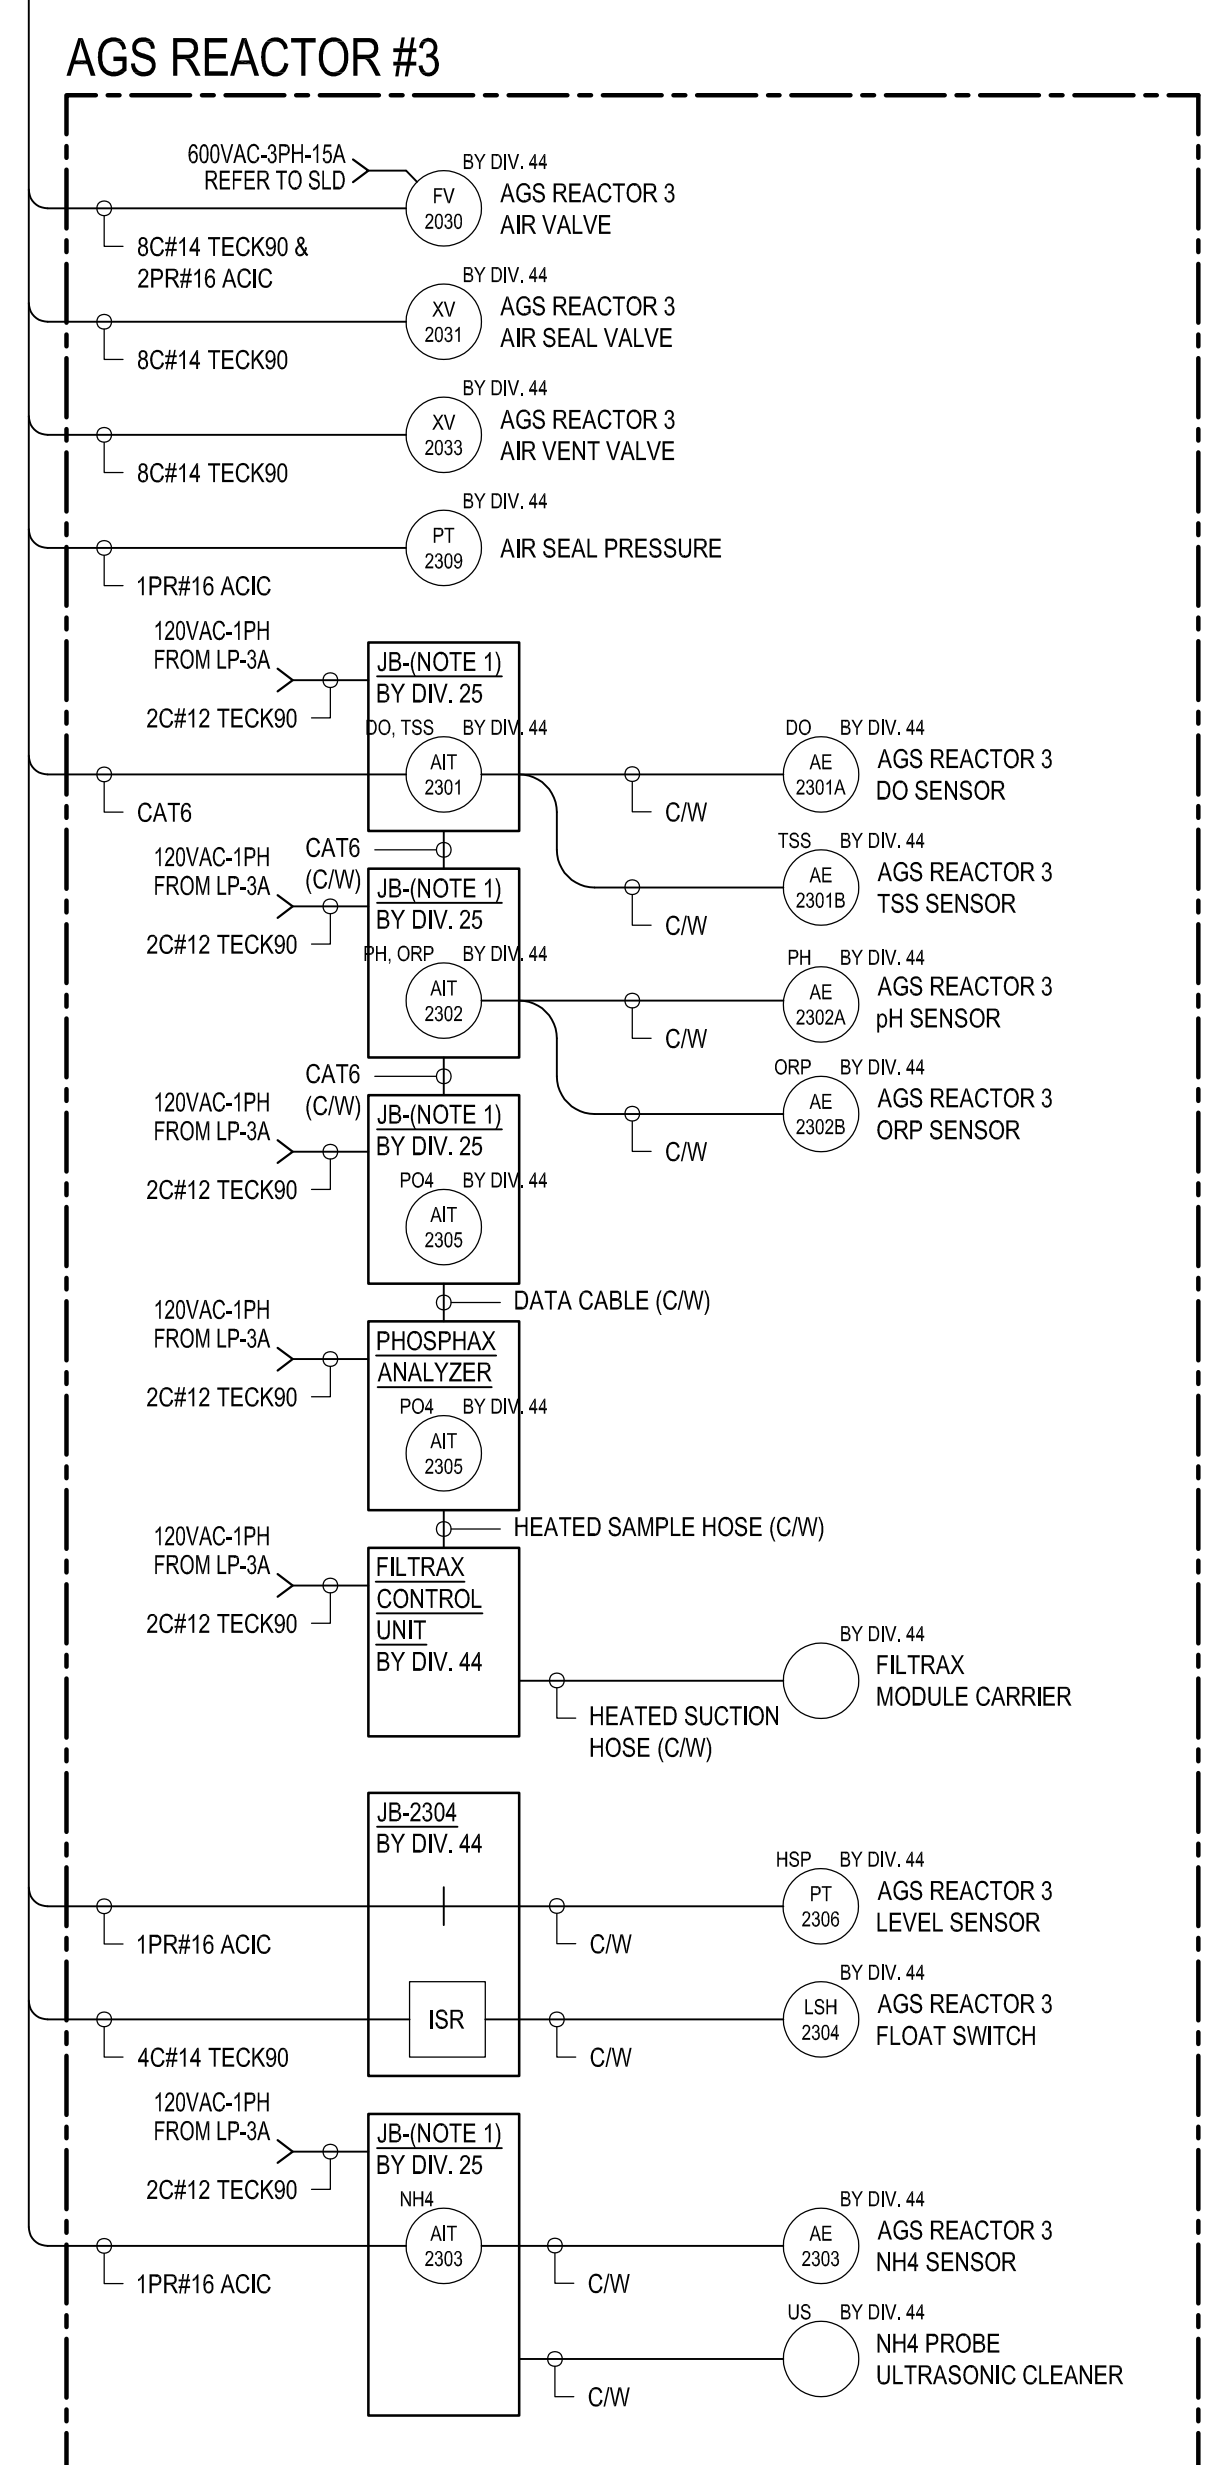 AGS REACTOR #3
600VAC-3PH-15A
REFER TO SLD
BY DIV. 44
FV
2030
AGS REACTOR 3
AIR VALVE
8C#14 TECK90 &
2PR#16 ACIC
BY DIV. 44
XV
2031
AGS REACTOR 3
AIR SEAL VALVE
8C#14 TECK90
BY DIV. 44
XV
2033
AGS REACTOR 3
AIR VENT VALVE
8C#14 TECK90
BY DIV. 44
PT
2309
AIR SEAL PRESSURE
1PR#16 ACIC
120VAC-1PH
FROM LP-3A
2C#12 TECK90
JB-(NOTE 1)
BY DIV. 25
DO, TSS
BY DIV. 44
AIT
2301
CAT6
C/W
DO
BY DIV. 44
AE
2301A
AGS REACTOR 3
DO SENSOR
C/W
TSS
BY DIV. 44
AE
2301B
AGS REACTOR 3
TSS SENSOR
CAT6
(C/W)
120VAC-1PH
FROM LP-3A
2C#12 TECK90
JB-(NOTE 1)
BY DIV. 25
PH, ORP
BY DIV. 44
AIT
2302
C/W
PH
BY DIV. 44
AE
2302A
AGS REACTOR 3
pH SENSOR
C/W
ORP
BY DIV. 44
AE
2302B
AGS REACTOR 3
ORP SENSOR
CAT6
(C/W)
120VAC-1PH
FROM LP-3A
2C#12 TECK90
JB-(NOTE 1)
BY DIV. 25
PO4
BY DIV. 44
AIT
2305
DATA CABLE (C/W)
120VAC-1PH
FROM LP-3A
2C#12 TECK90
PHOSPHAX
ANALYZER
PO4
BY DIV. 44
AIT
2305
HEATED SAMPLE HOSE (C/W)
120VAC-1PH
FROM LP-3A
2C#12 TECK90
FILTRAX
CONTROL
UNIT
BY DIV. 44
HEATED SUCTION
HOSE (C/W)
BY DIV. 44
FILTRAX
MODULE CARRIER
JB-2304
BY DIV. 44
1PR#16 ACIC
C/W
HSP
BY DIV. 44
PT
2306
AGS REACTOR 3
LEVEL SENSOR
4C#14 TECK90
ISR
C/W
BY DIV. 44
LSH
2304
AGS REACTOR 3
FLOAT SWITCH
120VAC-1PH
FROM LP-3A
2C#12 TECK90
JB-(NOTE 1)
BY DIV. 25
NH4
AIT
2303
1PR#16 ACIC
C/W
BY DIV. 44
AE
2303
AGS REACTOR 3
NH4 SENSOR
C/W
US
BY DIV. 44
NH4 PROBE
ULTRASONIC CLEANER